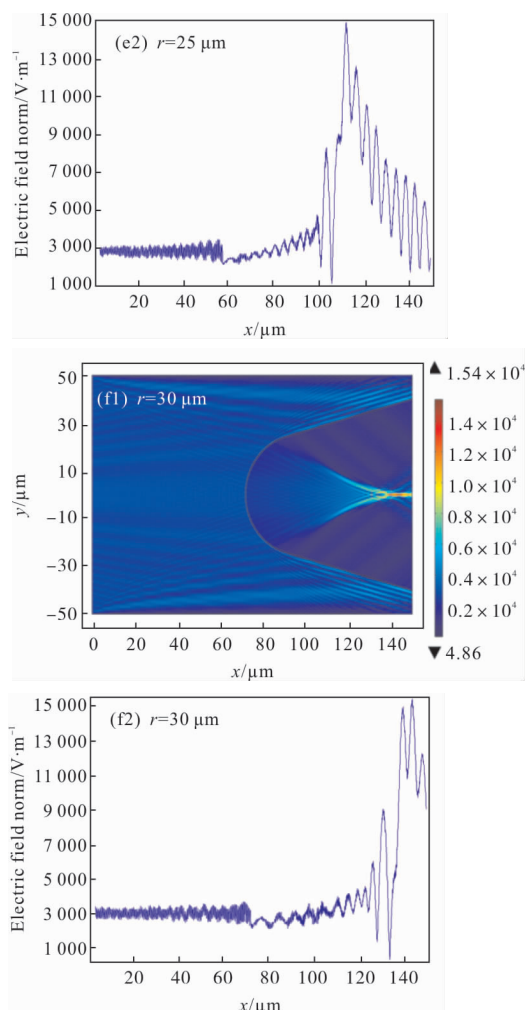 (e2) r=25 μm
15 000
13 000
11 000
9 000
7 000
5 000
3 000
1 000
Electric field norm/V·m⁻¹
20 40 60 80 100 120 140
x/μm
(f1) r=30 μm
50
30
10
−10
−30
−50
y/μm
0 20 40 60 80 100 120 140
x/μm
▲ 1.54×10⁴
1.4×10⁴
1.2×10⁴
1.0×10⁴
0.8×10⁴
0.6×10⁴
0.4×10⁴
0.2×10⁴
▼ 4.86
(f2) r=30 μm
15 000
13 000
11 000
9 000
7 000
5 000
3 000
1 000
Electric field norm/V·m⁻¹
20 40 60 80 100 120 140
x/μm